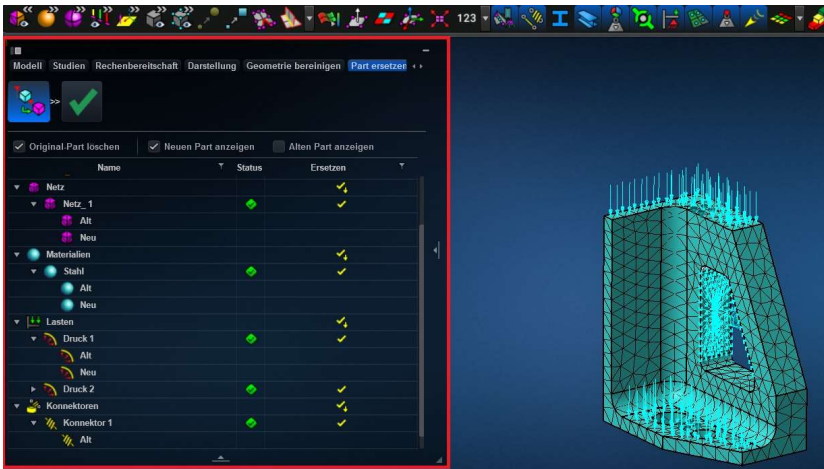 123
Modell Studien Rechenbereitschaft Darstellung Geometrie bereinigen Part ersetzen
>>
Original-Part löschen Neuen Part anzeigen Alten Part anzeigen
Name Status Ersetzen
Netz
Netz_ 1
Alt
Neu
Materialien
Stahl
Alt
Neu
Lasten
Druck 1
Alt
Neu
Druck 2
Konnektoren
Konnektor 1
Alt